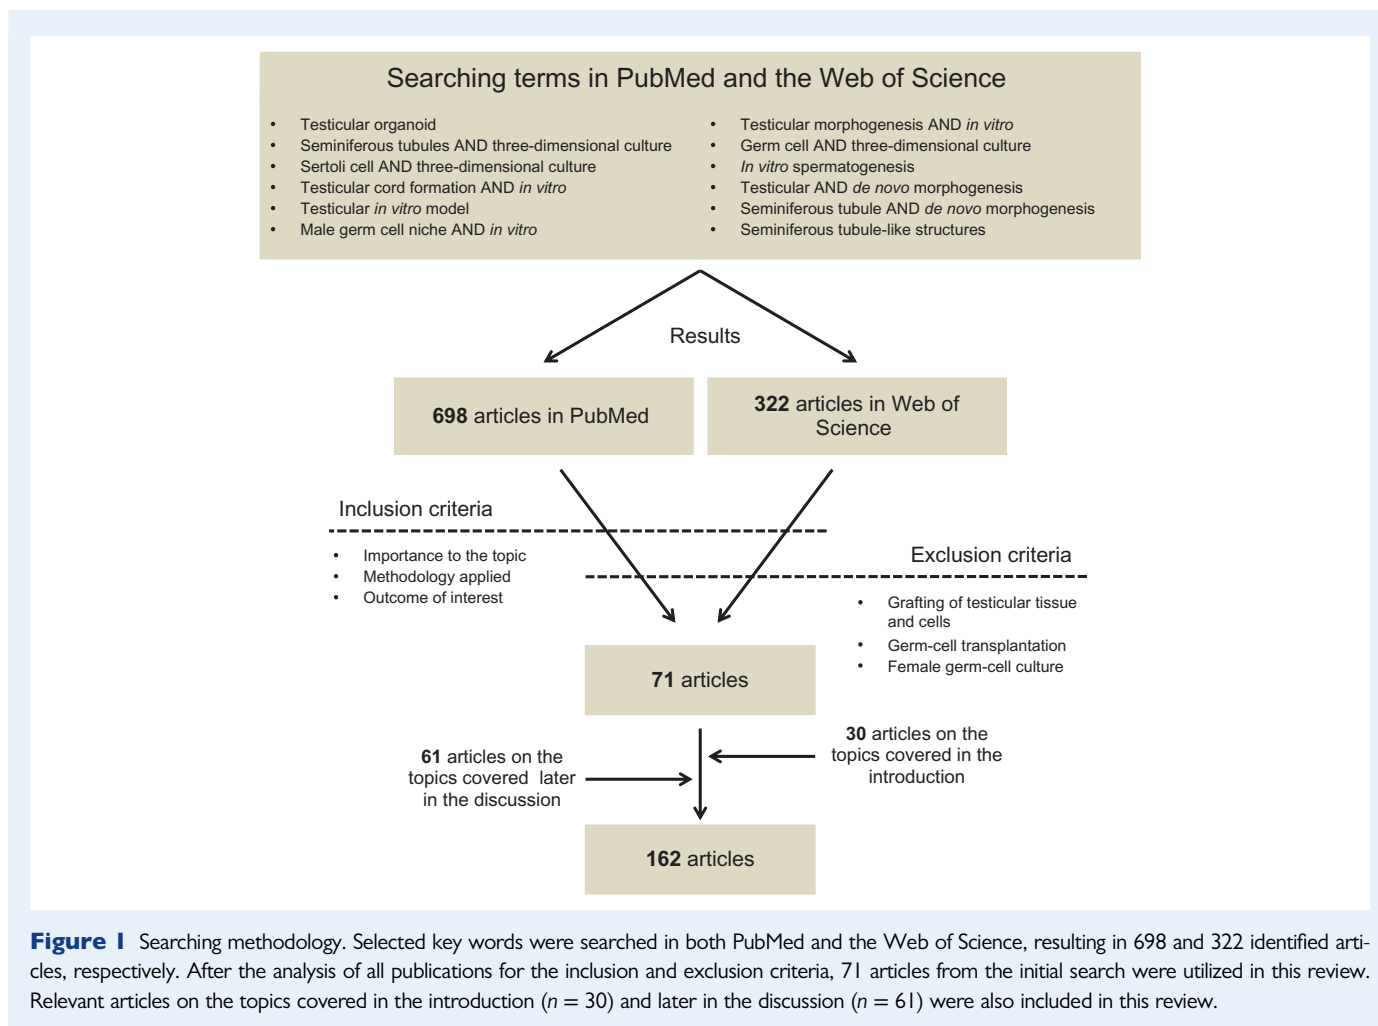 Searching terms in PubMed and the Web of Science
• Testicular organoid
• Seminiferous tubules AND three-dimensional culture
• Sertoli cell AND three-dimensional culture
• Testicular cord formation AND in vitro
• Testicular in vitro model
• Male germ cell niche AND in vitro
• Testicular morphogenesis AND in vitro
• Germ cell AND three-dimensional culture
• In vitro spermatogenesis
• Testicular AND de novo morphogenesis
• Seminiferous tubule AND de novo morphogenesis
• Seminiferous tubule-like structures
Results
698 articles in PubMed
322 articles in Web of
Science
Inclusion criteria
• Importance to the topic
• Methodology applied
• Outcome of interest
Exclusion criteria
• Grafting of testicular tissue
and cells
• Germ-cell transplantation
• Female germ-cell culture
71 articles
61 articles on the
topics covered later
in the discussion
30 articles on the
topics covered in the
introduction
162 articles
Figure 1 Searching methodology. Selected key words were searched in both PubMed and the Web of Science, resulting in 698 and 322 identified arti-
cles, respectively. After the analysis of all publications for the inclusion and exclusion criteria, 71 articles from the initial search were utilized in this review.
Relevant articles on the topics covered in the introduction (n = 30) and later in the discussion (n = 61) were also included in this review.